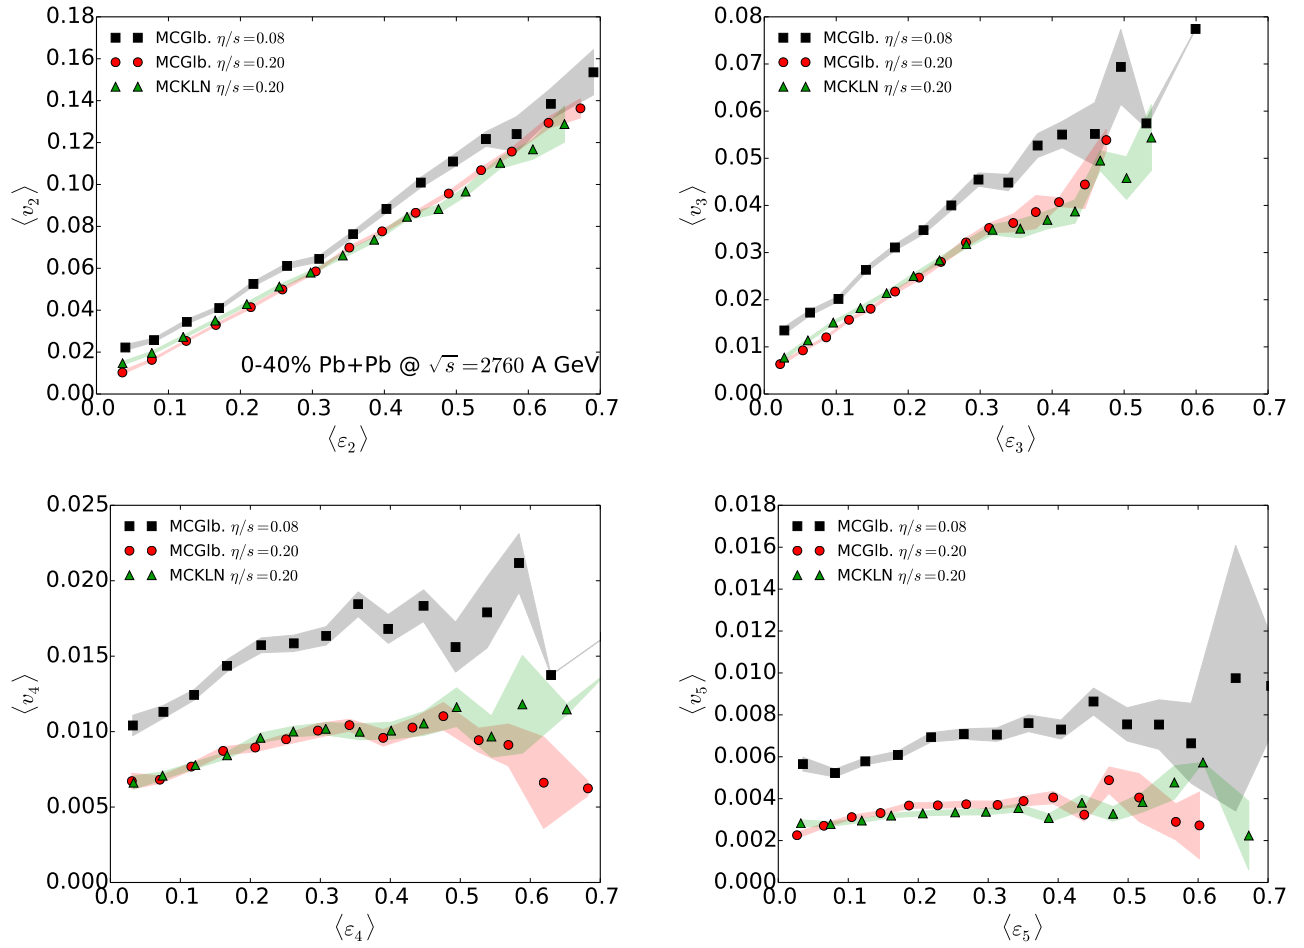 0.18
0.16
0.14
0.12
0.10
0.08
0.06
0.04
0.02
0.00
⟨v₂⟩
MCGlb. η/s=0.08
MCGlb. η/s=0.20
MCKLN η/s=0.20
0-40% Pb+Pb @ √s=2760 A GeV
0.0 0.1 0.2 0.3 0.4 0.5 0.6 0.7
⟨ε₂⟩
0.08
0.07
0.06
0.05
0.04
0.03
0.02
0.01
0.00
⟨v₃⟩
MCGlb. η/s=0.08
MCGlb. η/s=0.20
MCKLN η/s=0.20
0.0 0.1 0.2 0.3 0.4 0.5 0.6 0.7
⟨ε₃⟩
0.025
0.020
0.015
0.010
0.005
0.000
⟨v₄⟩
MCGlb. η/s=0.08
MCGlb. η/s=0.20
MCKLN η/s=0.20
0.0 0.1 0.2 0.3 0.4 0.5 0.6 0.7
⟨ε₄⟩
0.018
0.016
0.014
0.012
0.010
0.008
0.006
0.004
0.002
0.000
⟨v₅⟩
MCGlb. η/s=0.08
MCGlb. η/s=0.20
MCKLN η/s=0.20
0.0 0.1 0.2 0.3 0.4 0.5 0.6 0.7
⟨ε₅⟩